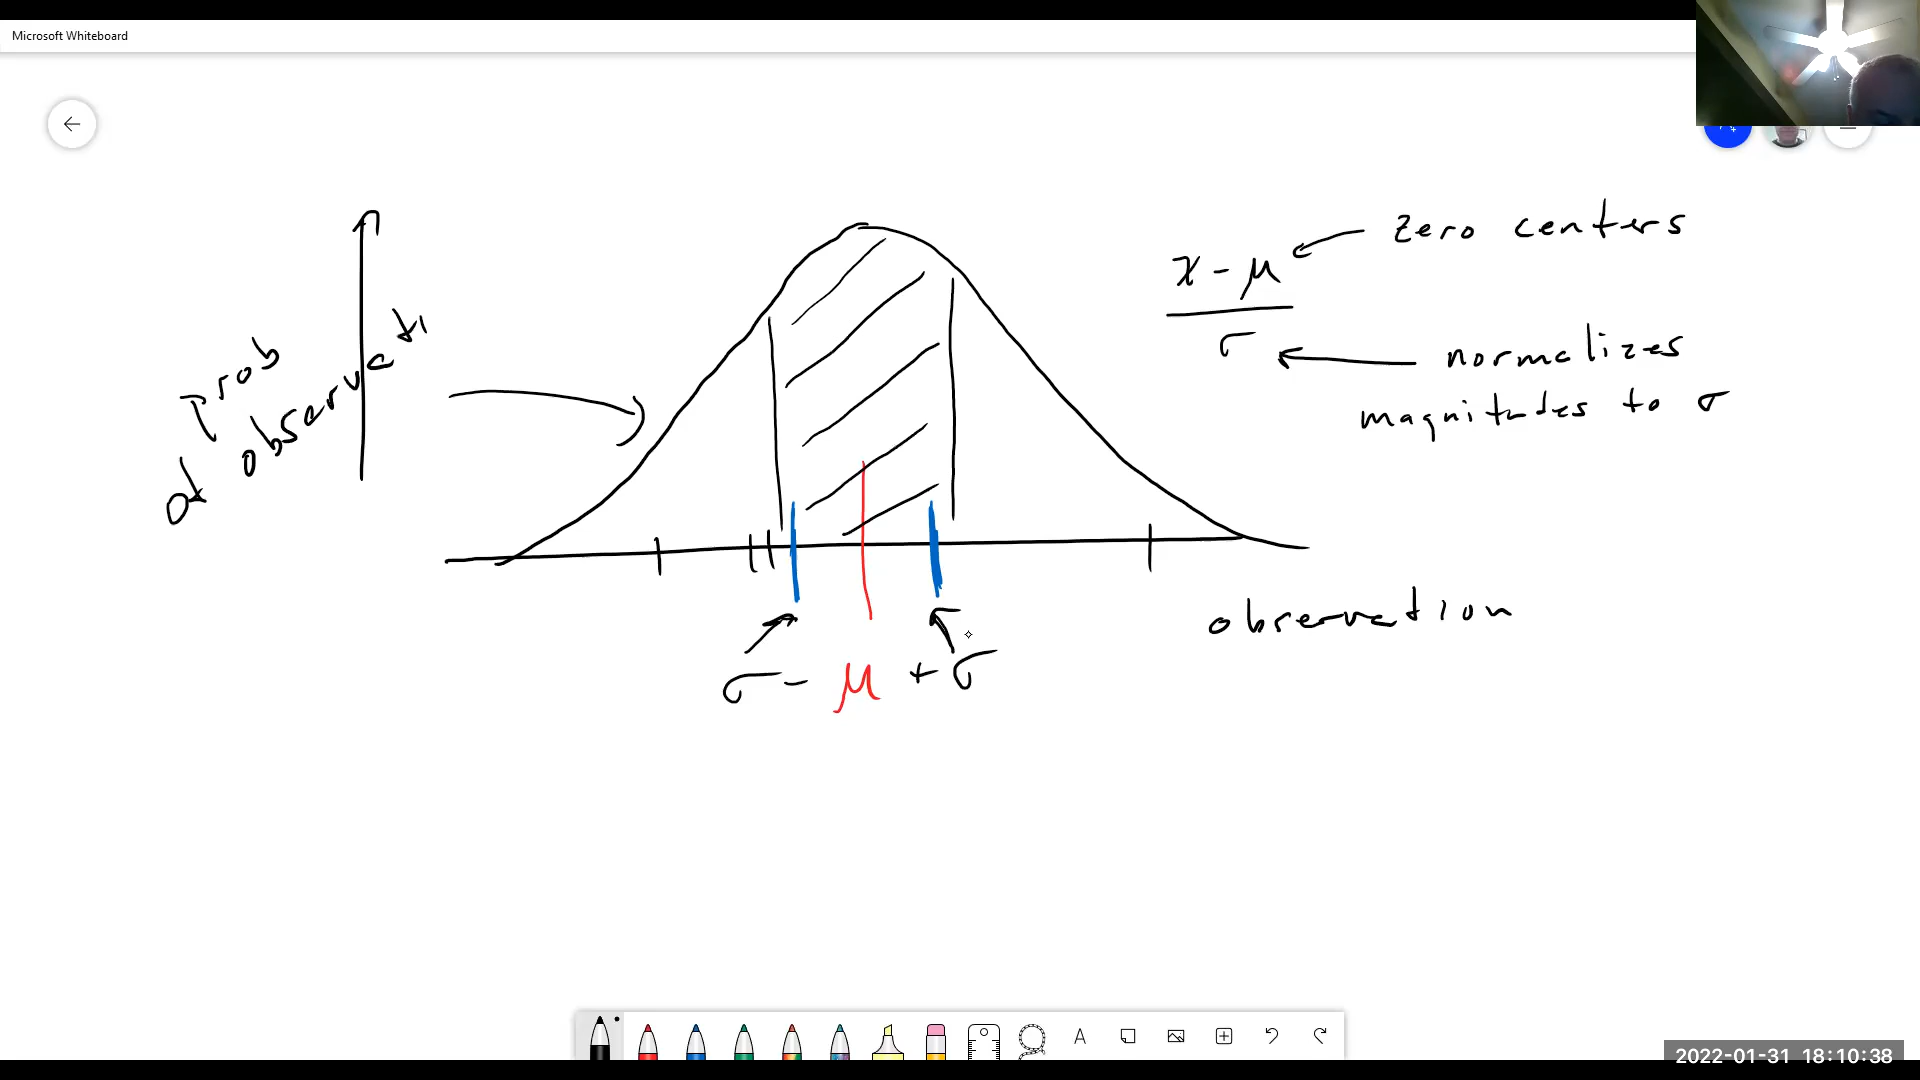 Microsoft Whiteboard
zero centers
x - μ
σ
normalizes
magnitudes to σ
Prob
of observati
observation
σ - μ + σ
A
2022-01-31 18:10:38